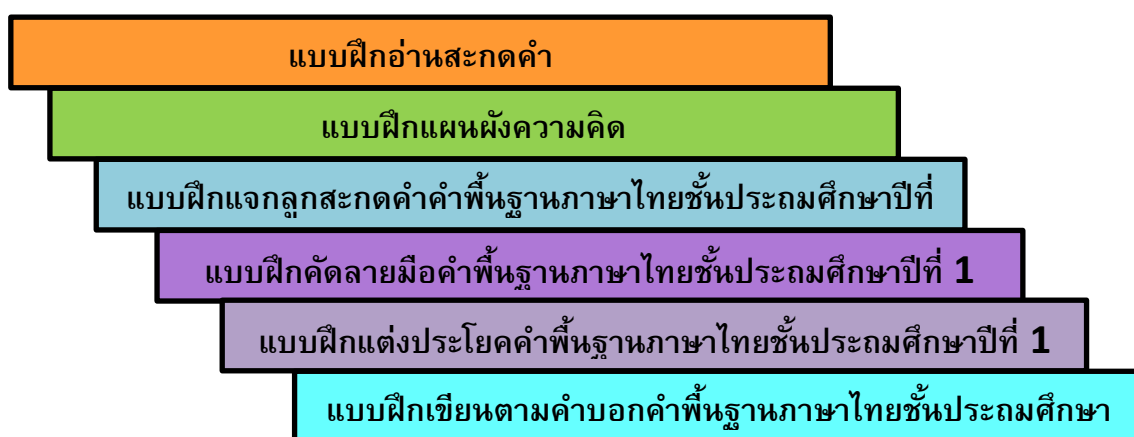 แบบฝึกอ่านสะกดคำ
แบบฝึกแผนผังความคิด
แบบฝึกแจกลูกสะกดคำคำพื้นฐานภาษาไทยชั้นประถมศึกษาปีที่
แบบฝึกคัดลายมือคำพื้นฐานภาษาไทยชั้นประถมศึกษาปีที่ 1
แบบฝึกแต่งประโยคคำพื้นฐานภาษาไทยชั้นประถมศึกษาปีที่ 1
แบบฝึกเขียนตามคำบอกคำพื้นฐานภาษาไทยชั้นประถมศึกษา